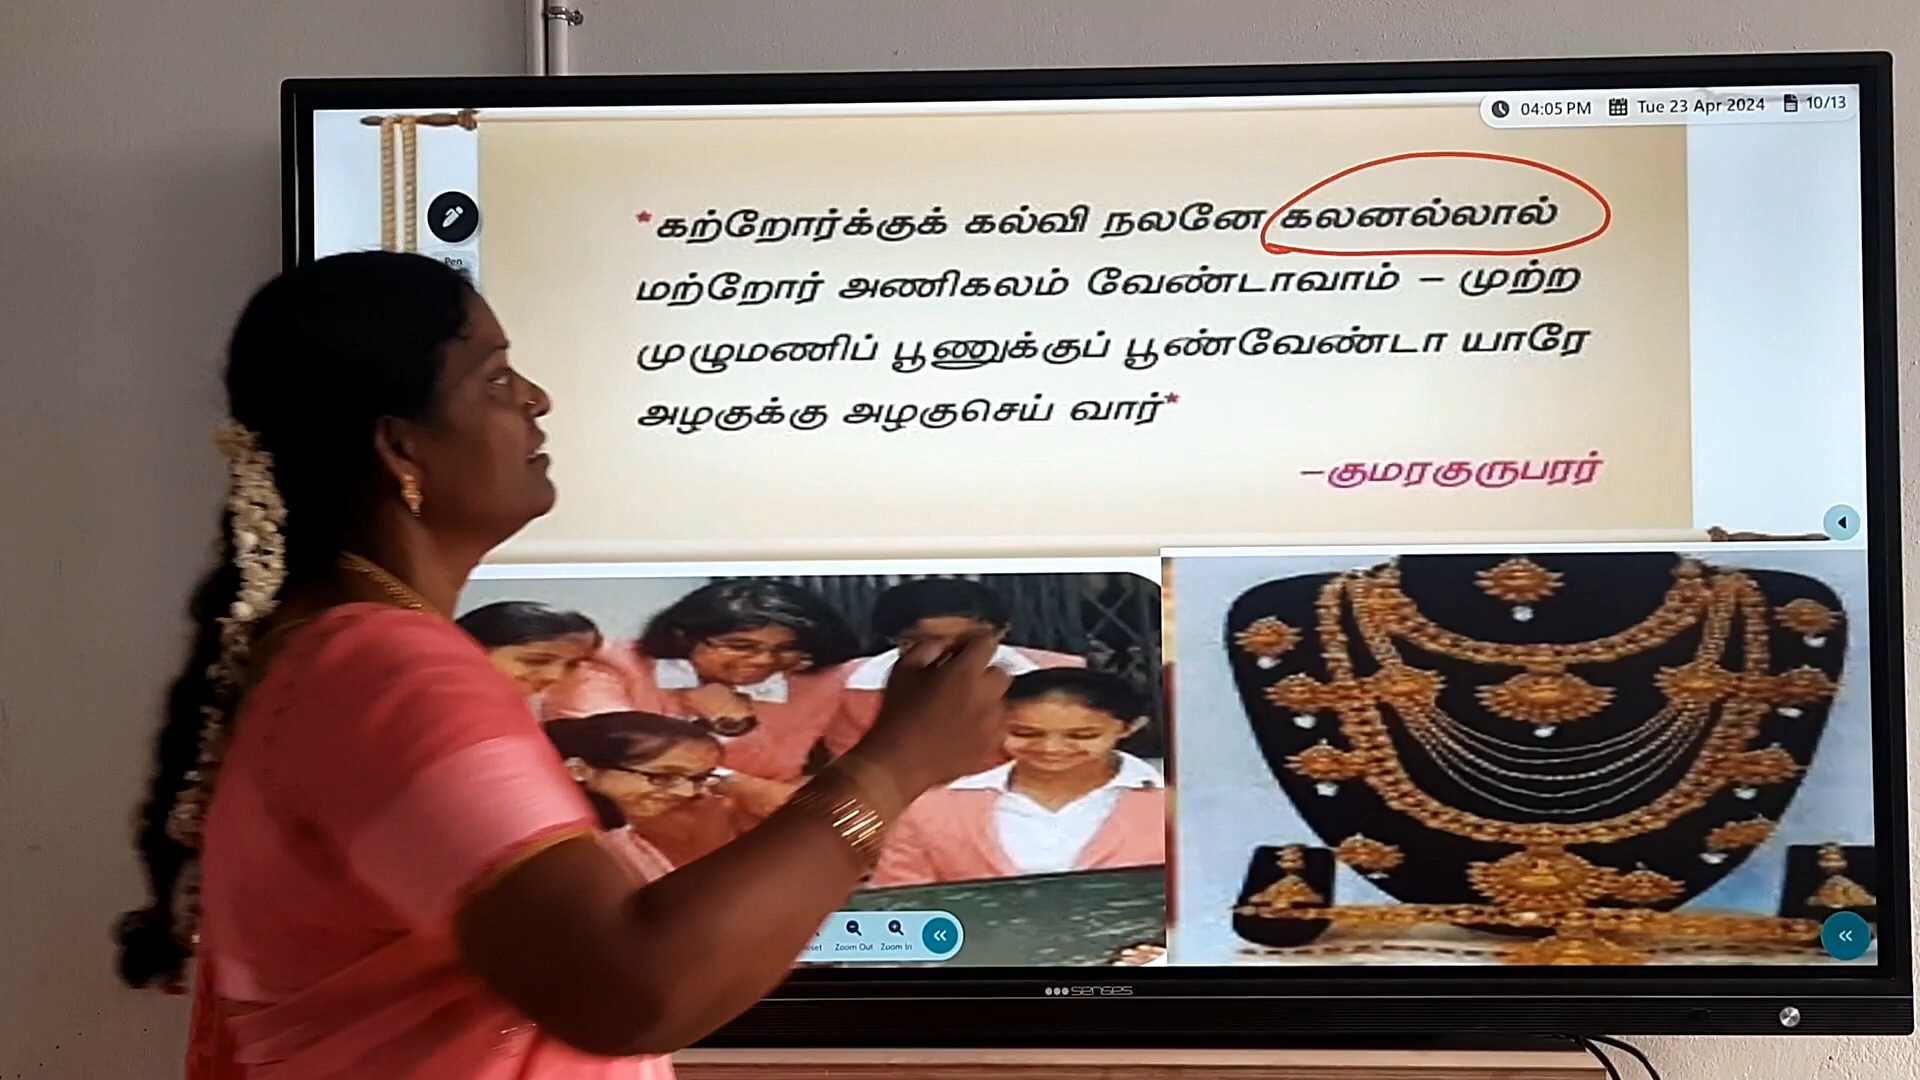 04:05 PM Tue 23 Apr 2024 10/13
*கற்றோர்க்குக் கல்வி நலனே கலனல்லால்
மற்றோர் அணிகலம் வேண்டாவாம் – முற்ற
முழுமணிப் பூணுக்குப் பூண்வேண்டா யாரே
அழகுக்கு அழகுசெய் வார்*
–குமரகுருபரர்
Pen
Zoom Out Zoom In
senses